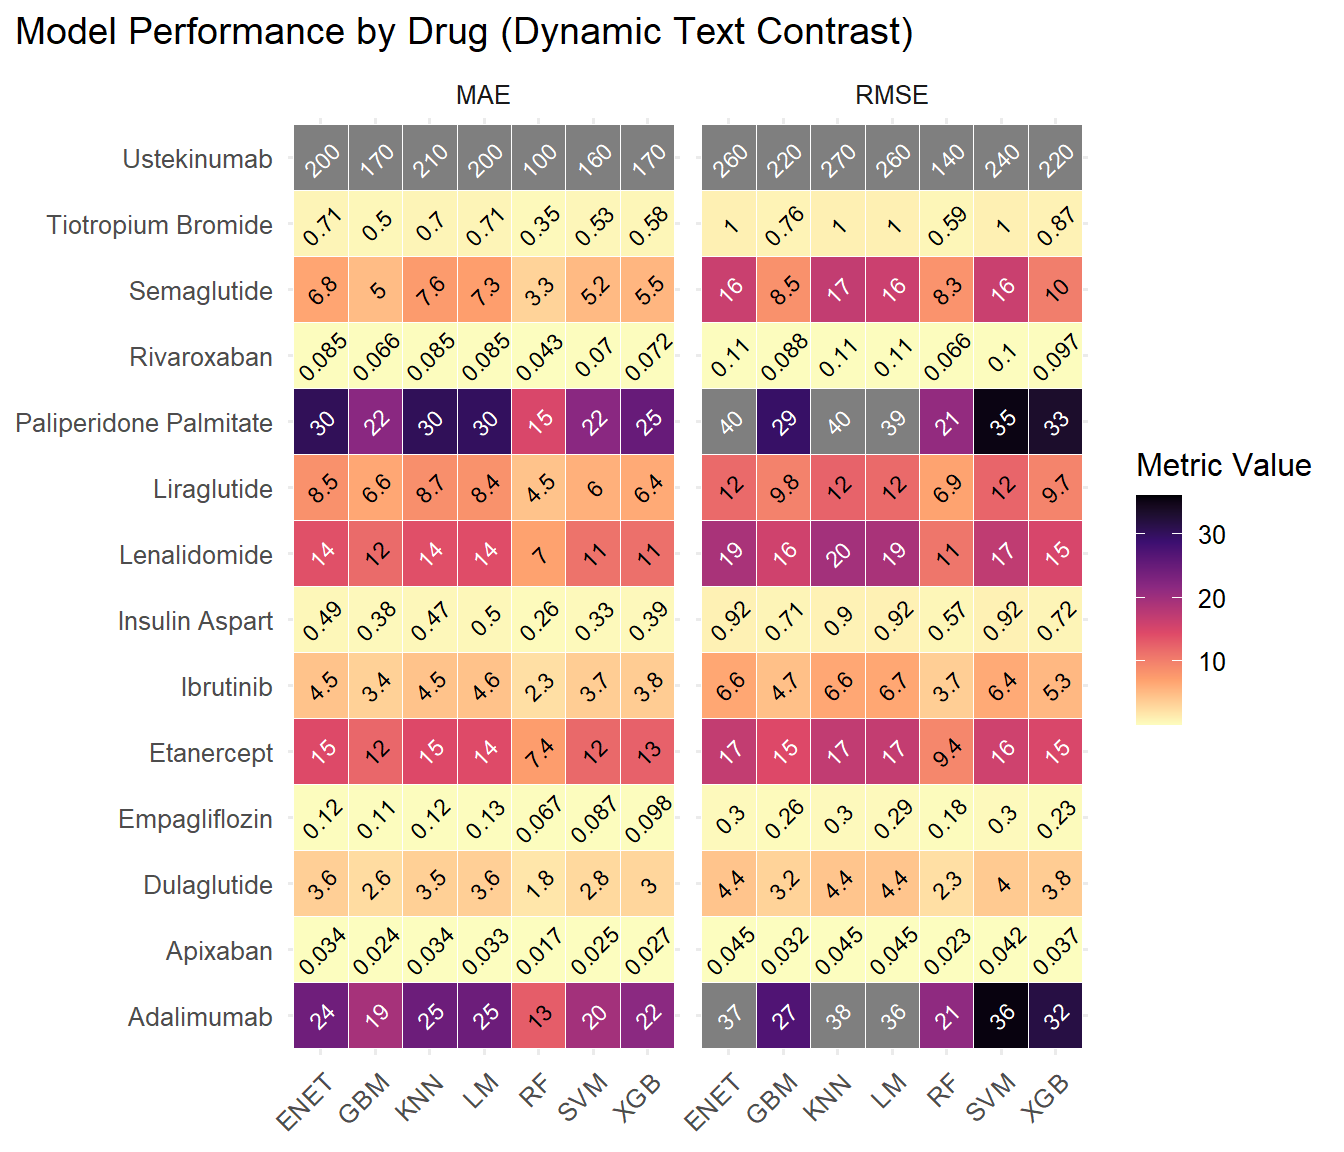 Model Performance by Drug (Dynamic Text Contrast)
MAE RMSE
Ustekinumab 200 170 210 200 100 160 170 260 220 270 260 140 240 220
Tiotropium Bromide 0.71 0.5 0.7 0.71 0.35 0.53 0.58 1 0.76 1 1 0.59 1 0.87
Semaglutide 6.8 5 7.6 7.3 3.3 5.2 5.5 16 8.5 17 16 8.3 16 10
Rivaroxaban 0.085 0.066 0.085 0.085 0.043 0.07 0.072 0.11 0.088 0.11 0.11 0.066 0.1 0.097
Paliperidone Palmitate 30 22 30 30 15 22 25 40 29 40 39 21 35 33
Liraglutide 8.5 6.6 8.7 8.4 4.5 6 6.4 12 9.8 12 12 6.9 12 9.7
Lenalidomide 14 12 14 14 7 11 11 19 16 20 19 11 17 15
Insulin Aspart 0.49 0.38 0.47 0.5 0.26 0.33 0.39 0.92 0.71 0.9 0.92 0.57 0.92 0.72
Ibrutinib 4.5 3.4 4.5 4.6 2.3 3.7 3.8 6.6 4.7 6.6 6.7 3.7 6.4 5.3
Etanercept 15 12 15 14 7.4 12 13 17 15 17 17 9.4 16 15
Empagliflozin 0.12 0.11 0.12 0.13 0.067 0.087 0.098 0.3 0.26 0.3 0.29 0.18 0.3 0.23
Dulaglutide 3.6 2.6 3.5 3.6 1.8 2.8 3 4.4 3.2 4.4 4.4 2.3 4 3.8
Apixaban 0.034 0.024 0.034 0.033 0.017 0.025 0.027 0.045 0.032 0.045 0.045 0.023 0.042 0.037
Adalimumab 24 19 25 25 13 20 22 37 27 38 36 21 36 32
ENET GBM KNN LM RF SVM XGB ENET GBM KNN LM RF SVM XGB
Metric Value
30
20
10